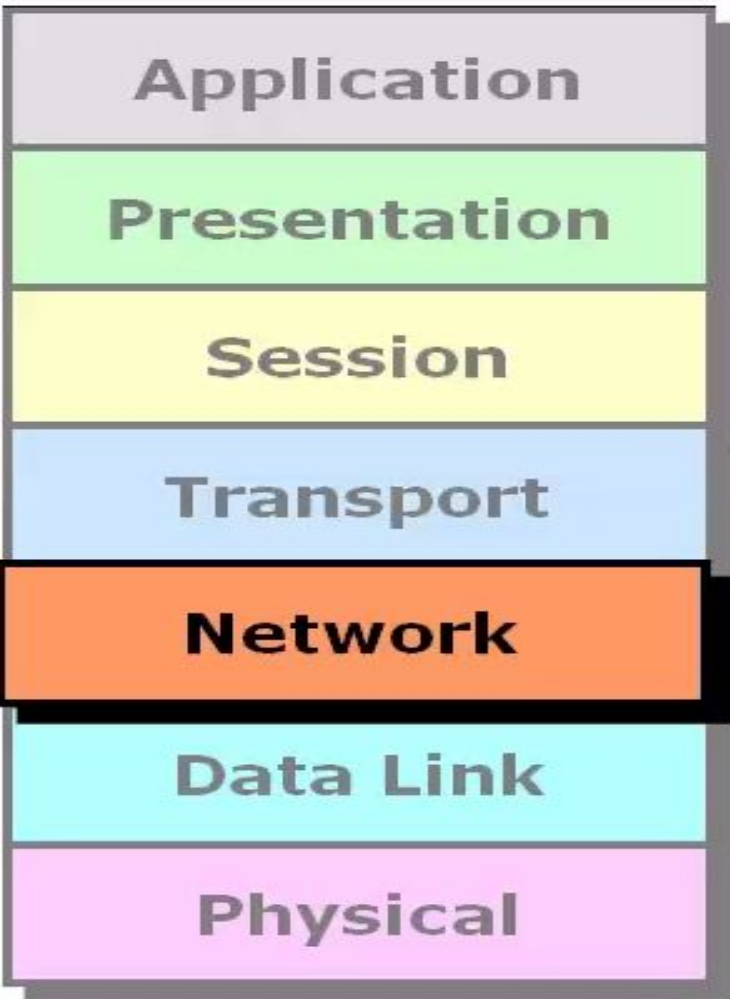 Application
Presentation
Session
Transport
Network
Data Link
Physical